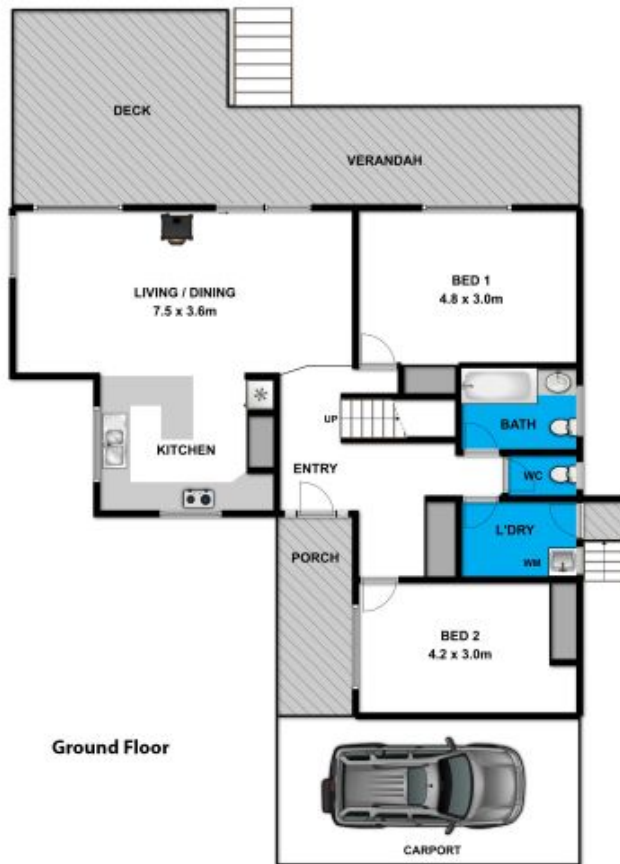 DECK
VERANDAH
LIVING / DINING
7.5 x 3.6m
BED 1
4.8 x 3.0m
UP
BATH
KITCHEN
ENTRY
WC
PORCH
L'DRY
WM
BED 2
4.2 x 3.0m
Ground Floor
CARPORT